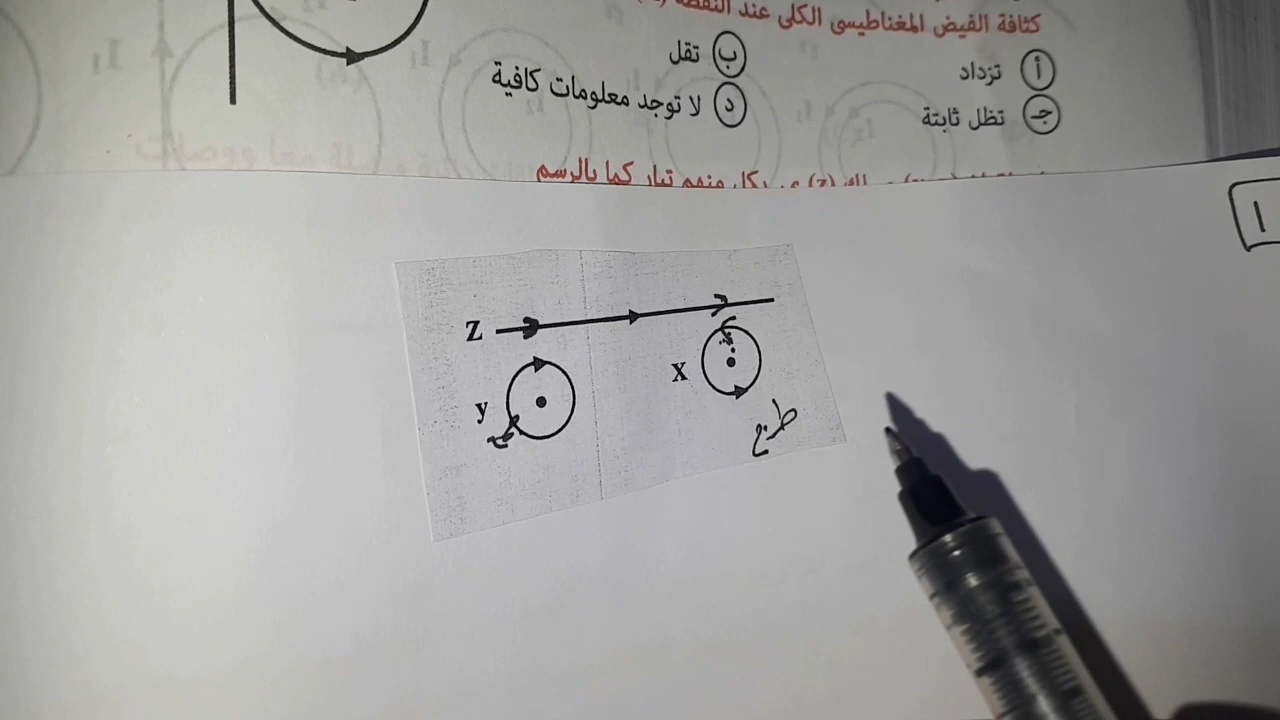 كثافة الفيض المغناطيسى الكلى عند النقطة
أ تزداد
ب تقل
جـ تظل ثابتة
د لا توجد معلومات كافية
(z) بكل منهم تيار كما بالرسم
1
Z
y
X
طرح